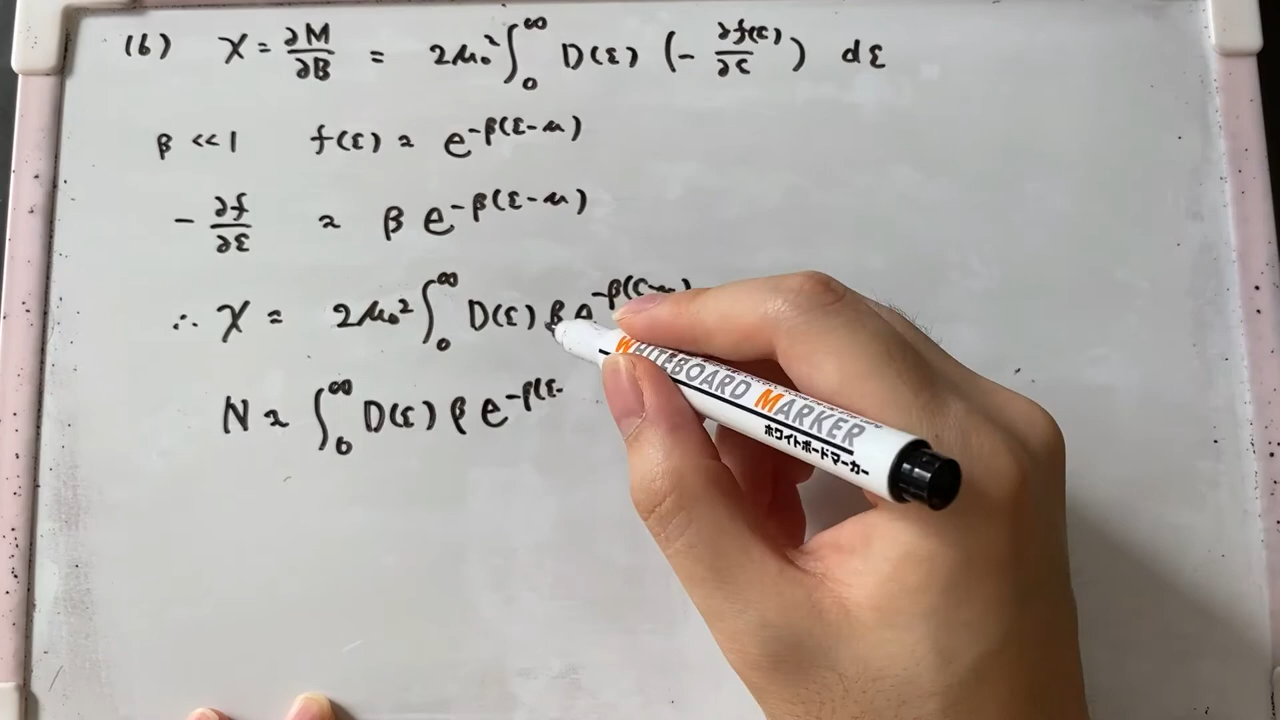 (6) χ = ∂M/∂B = 2μ₀² ∫₀^∞ D(ε) (- ∂f(ε)/∂ε) dε
β ≪ 1 f(ε) ≈ e^{-β(ε-μ)}
- ∂f/∂ε ≈ β e^{-β(ε-μ)}
∴ χ = 2μ₀² ∫₀^∞ D(ε) β e^{-β(ε-μ)}
N ≈ ∫₀^∞ D(ε) β e^{-β(ε-}
WHITEBOARD MARKER
ホワイトボードマーカー